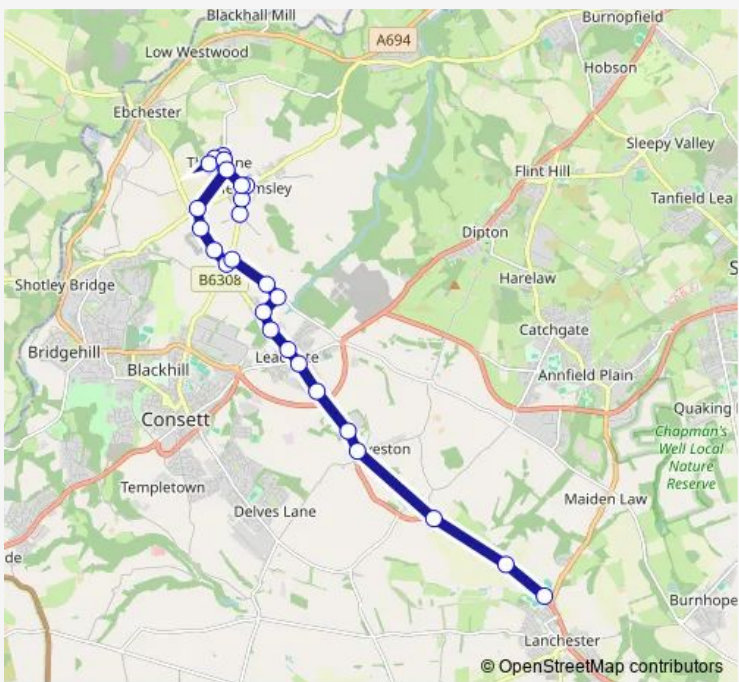 Blackhall Mill
Burnopfield
Low Westwood
A694
Hobson
Ebchester
Sleepy Valley
Flint Hill
Tanfield Lea
Dipton
Shotley Bridge
B6308
Harelaw
Catchgate
Bridgehill
Blackhill
Annfield Plain
Consett
Quaking
Chapman's
Well Local
Nature
Reserve
Templetown
Delves Lane
Maiden Law
de
Burnhope
Lanchester
© OpenStreetMap contributors